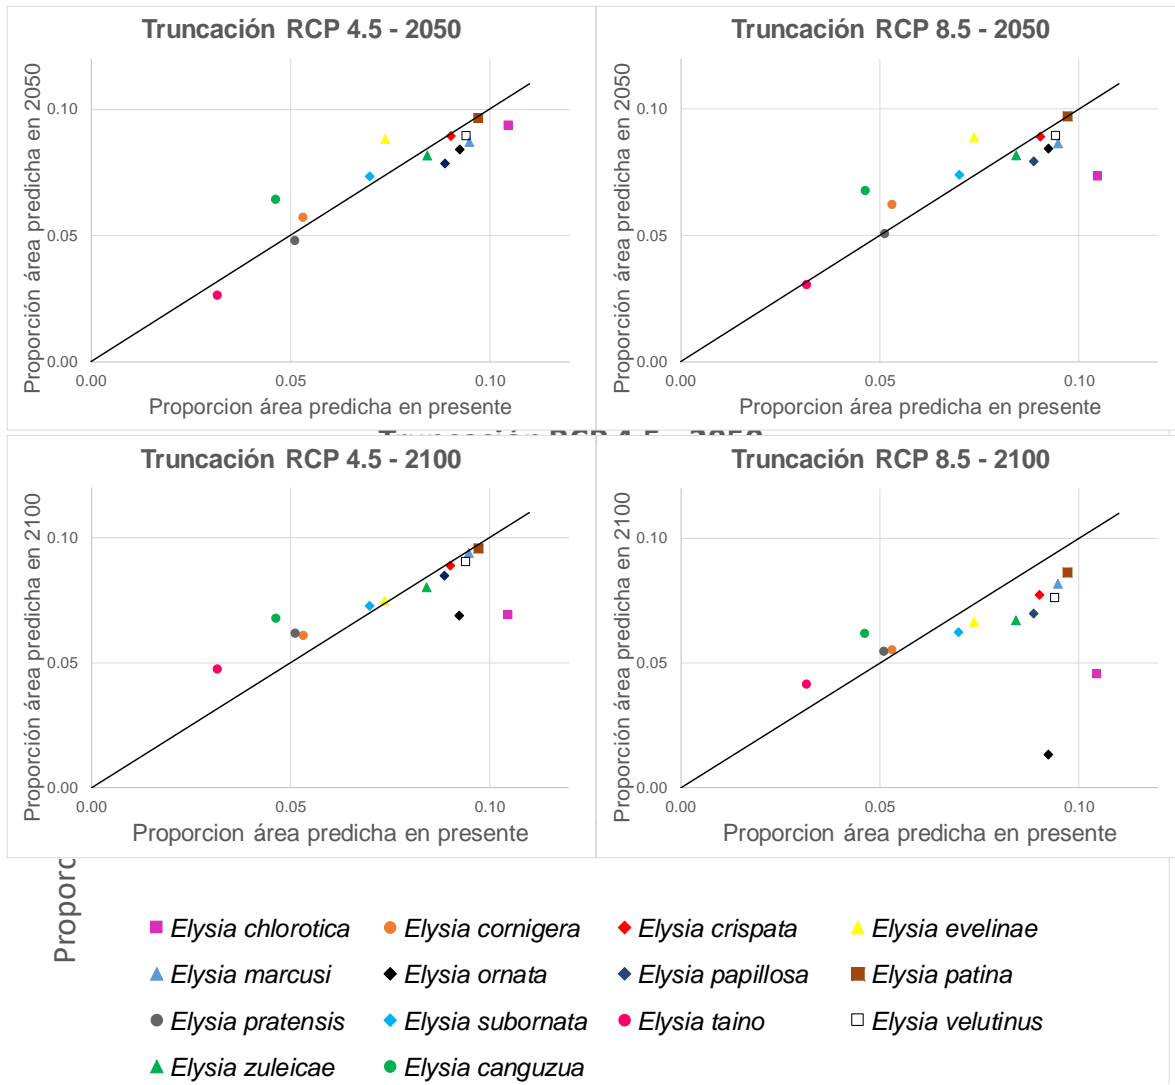 Truncación RCP 4.5 - 2050
Proporción área predicha en 2050
0.10
0.05
0.00
0.00 0.05 0.10
Proporcion área predicha en presente
Truncación RCP 8.5 - 2050
Proporción área predicha en 2050
0.10
0.05
0.00
0.00 0.05 0.10
Proporcion área predicha en presente
Truncación RCP 4.5 - 2100
Proporción área predicha en 2100
0.10
0.05
0.00
0.00 0.05 0.10
Proporcion área predicha en presente
Truncación RCP 8.5 - 2100
Proporción área predicha en 2100
0.10
0.05
0.00
0.00 0.05 0.10
Proporcion área predicha en presente
Proporc
Elysia chlorotica Elysia cornigera Elysia crispata Elysia evelinae
Elysia marcusi Elysia ornata Elysia papillosa Elysia patina
Elysia pratensis Elysia subornata Elysia taino Elysia velutinus
Elysia zuleicae Elysia canguzua